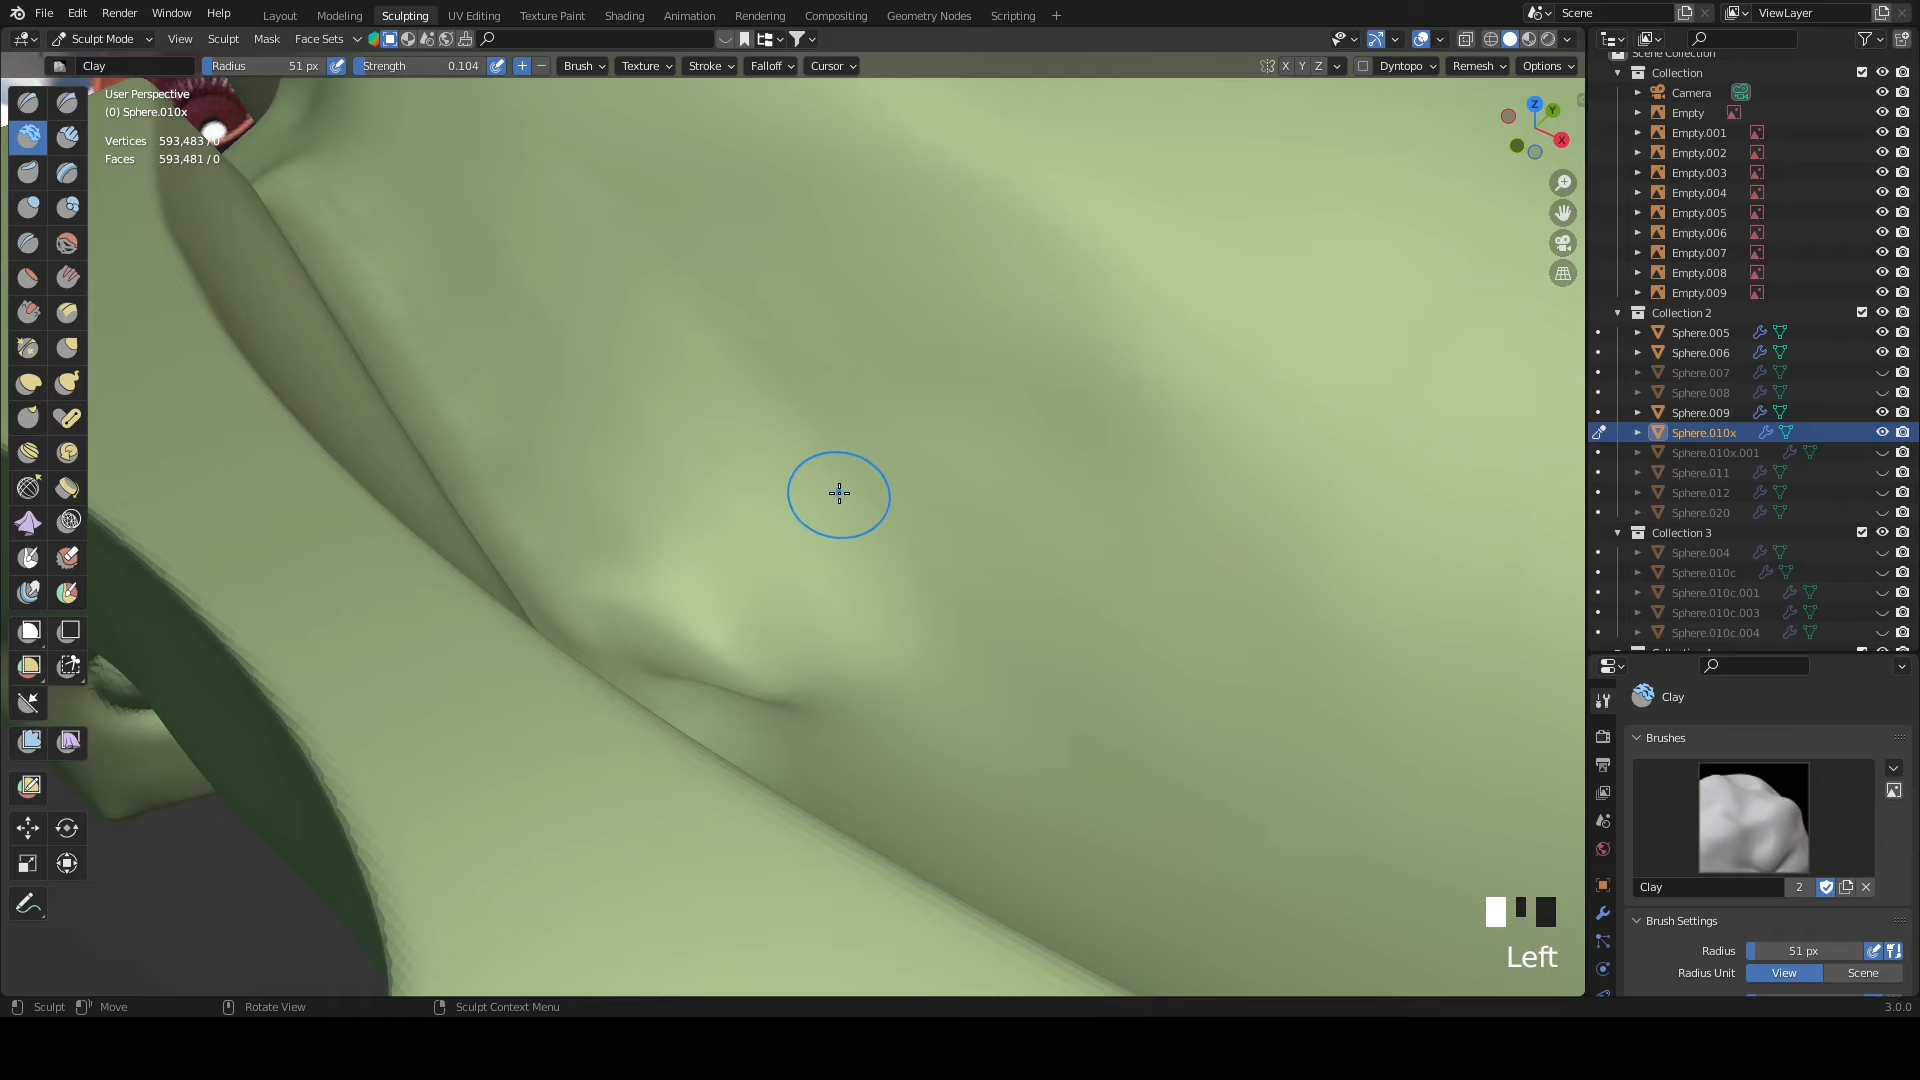 File Edit Render Window Help Layout Modeling Sculpting UV Editing Texture Paint Shading Animation Rendering Compositing Geometry Nodes Scripting + Scene ViewLayer
Sculpt Mode View Sculpt Mask Face Sets
Clay Radius 51 px Strength 0.104 Brush Texture Stroke Falloff Cursor X Y Z Dyntopo Remesh Options
User Perspective
(0) Sphere.010x
Vertices 593,483 / 0
Faces 593,481 / 0
Z
Y
X
Left
Scene Collection
Collection
Camera
Empty
Empty.001
Empty.002
Empty.003
Empty.004
Empty.005
Empty.006
Empty.007
Empty.008
Empty.009
Collection 2
Sphere.005
Sphere.006
Sphere.007
Sphere.008
Sphere.009
Sphere.010x
Sphere.010x.001
Sphere.011
Sphere.012
Sphere.020
Collection 3
Sphere.004
Sphere.010c
Sphere.010c.001
Sphere.010c.003
Sphere.010c.004
Clay
Brushes
Clay 2
Brush Settings
Radius 51 px
Radius Unit View Scene
Sculpt Move Rotate View Sculpt Context Menu 3.0.0